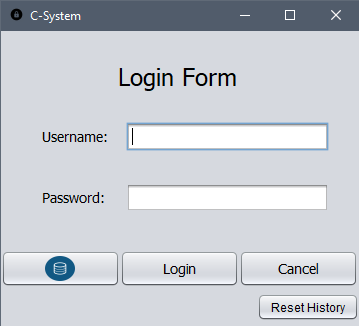 C-System
Login Form
Username:
Password:
Login Cancel
Reset History